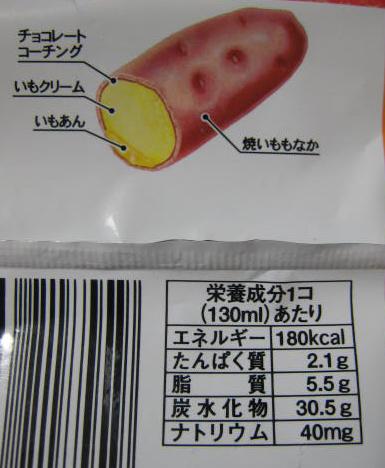 チョコレート
コーチング
いもクリーム
いもあん
焼いももなか
栄養成分1コ
(130ml)あたり
エネルギー 180kcal
たんぱく質 2.1g
脂質 5.5g
炭水化物 30.5g
ナトリウム 40mg